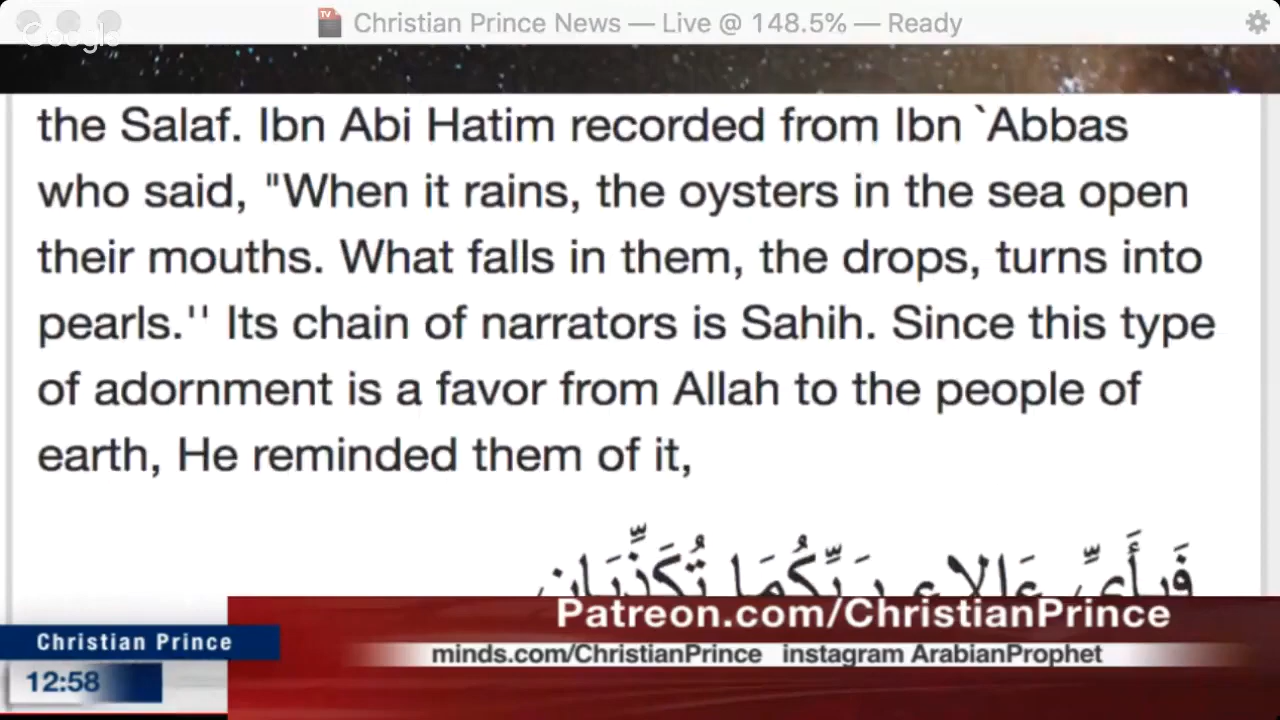 Christian Prince News — Live @ 148.5% — Ready
Google
the Salaf. Ibn Abi Hatim recorded from Ibn `Abbas
who said, "When it rains, the oysters in the sea open
their mouths. What falls in them, the drops, turns into
pearls.'' Its chain of narrators is Sahih. Since this type
of adornment is a favor from Allah to the people of
earth, He reminded them of it,
فَبِأَىِّ ءَالاءِ رَبِّكُمَا تُكَذِّبَانِ
Patreon.com/ChristianPrince
Christian Prince
minds.com/ChristianPrince instagram ArabianProphet
12:58